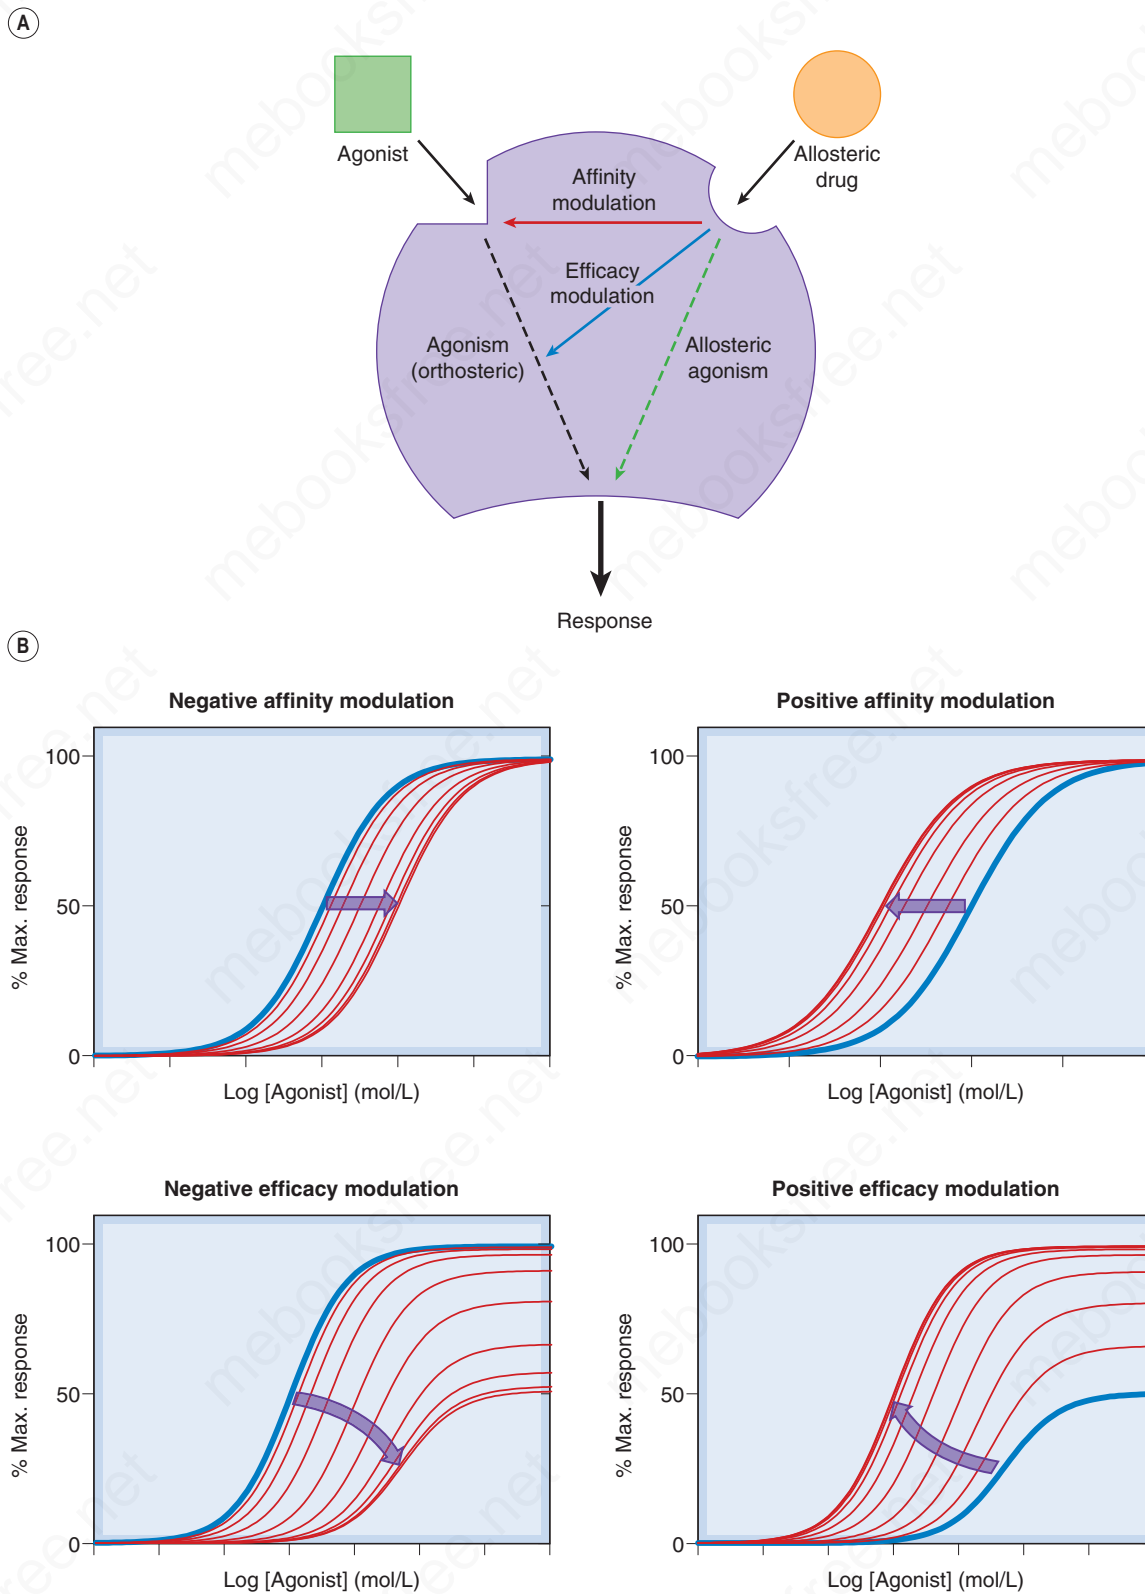 A
Agonist
Allosteric
drug
Affinity
modulation
Efficacy
modulation
Agonism
(orthosteric)
Allosteric
agonism
Response
B
Negative affinity modulation
100
50
0
% Max. response
Log [Agonist] (mol/L)
Positive affinity modulation
100
50
0
% Max. response
Log [Agonist] (mol/L)
Negative efficacy modulation
100
50
0
% Max. response
Log [Agonist] (mol/L)
Positive efficacy modulation
100
50
0
% Max. response
Log [Agonist] (mol/L)
mebooksfree.net